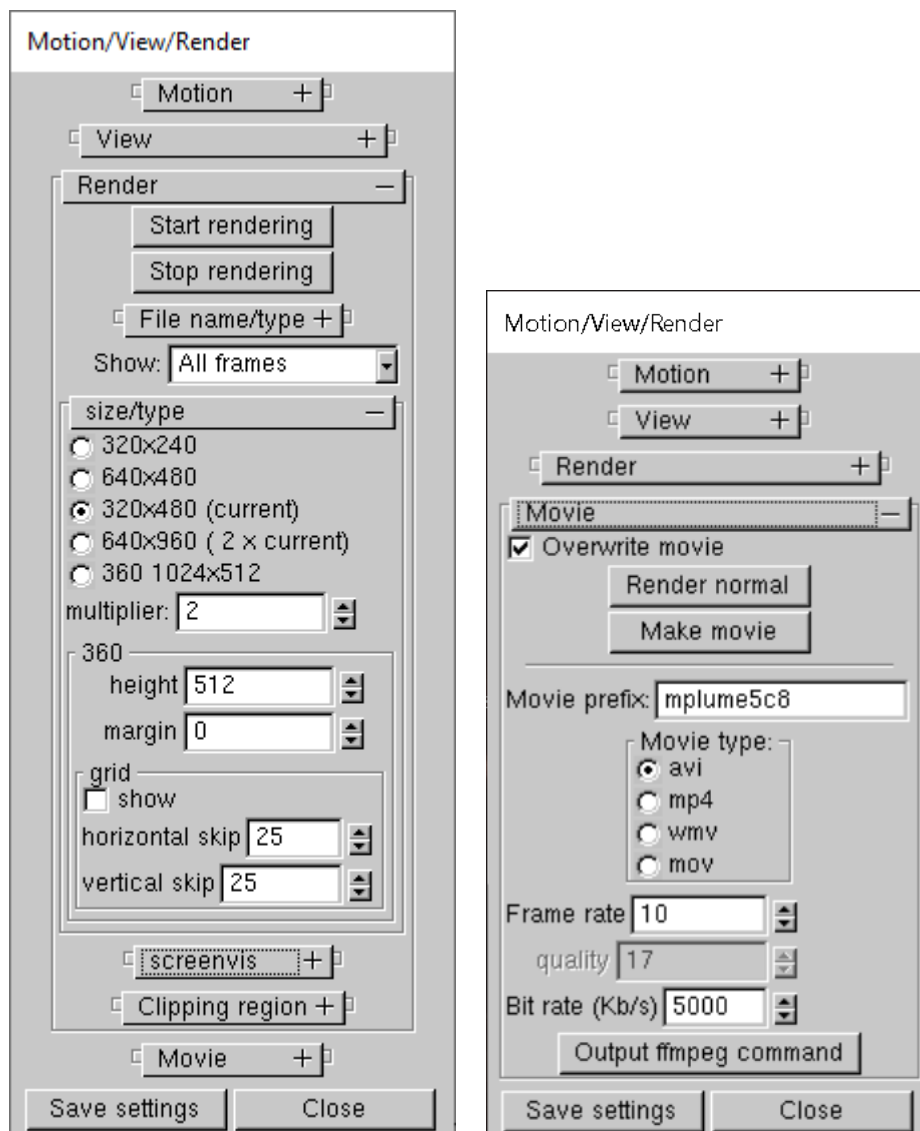 Motion/View/Render
Motion +
View +
Render –
Start rendering
Stop rendering
File name/type +
Show: All frames
size/type –
320x240
640x480
320x480 (current)
640x960 ( 2 x current)
360 1024x512
multiplier: 2
360
height 512
margin 0
grid
show
horizontal skip 25
vertical skip 25
screenvis +
Clipping region +
Movie +
Save settings Close
Motion/View/Render
Motion +
View +
Render +
Movie –
Overwrite movie
Render normal
Make movie
Movie prefix: mplume5c8
Movie type:
avi
mp4
wmv
mov
Frame rate 10
quality 17
Bit rate (Kb/s) 5000
Output ffmpeg command
Save settings Close